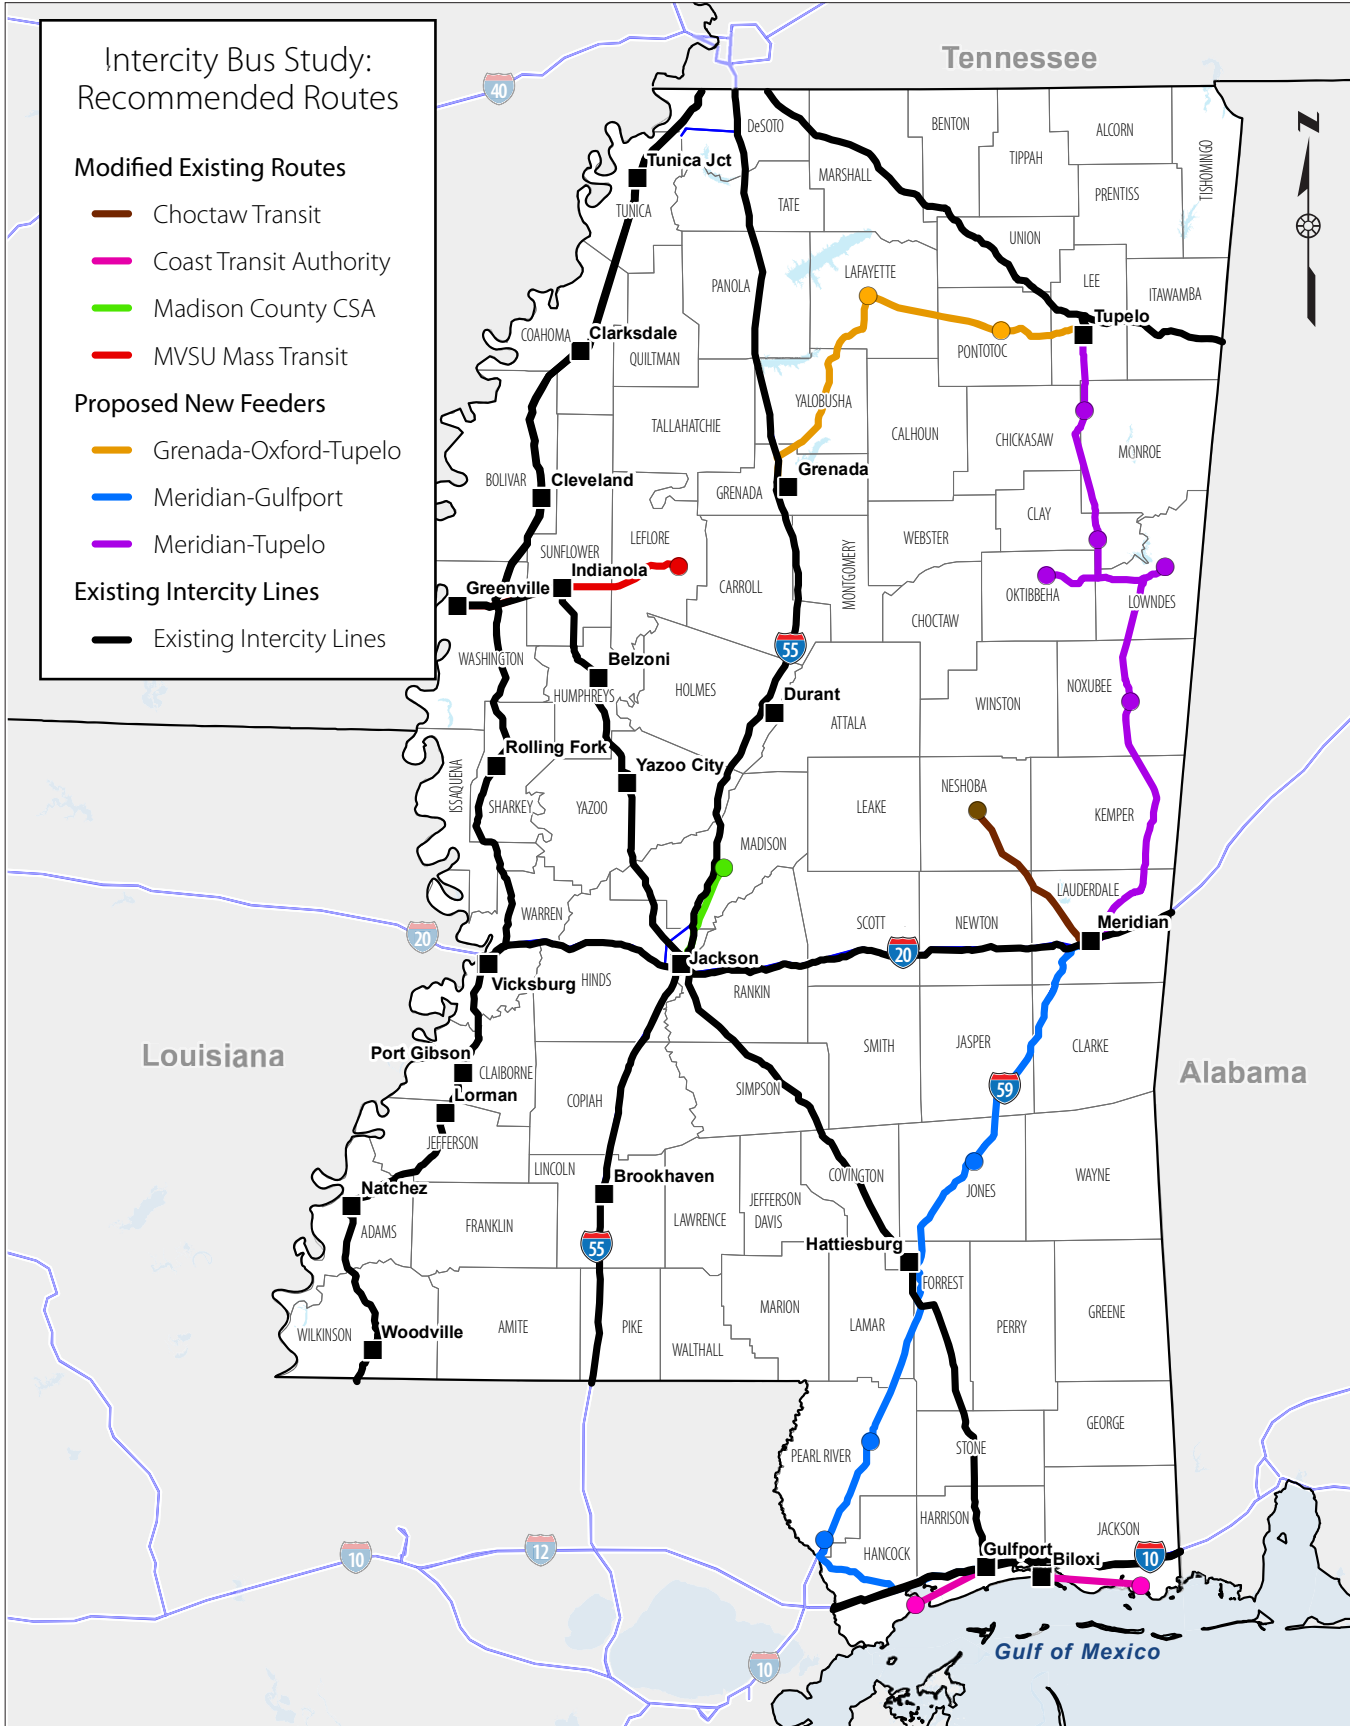 Intercity Bus Study:
Recommended Routes
Modified Existing Routes
Choctaw Transit
Coast Transit Authority
Madison County CSA
MVSU Mass Transit
Proposed New Feeders
Grenada-Oxford-Tupelo
Meridian-Gulfport
Meridian-Tupelo
Existing Intercity Lines
Existing Intercity Lines
Tennessee
40
N
DeSOTO
BENTON
ALCORN
TIPPAH
TISHOMINGO
Tunica Jct
MARSHALL
PRENTISS
TUNICA
TATE
UNION
PANOLA
LAFAYETTE
LEE
ITAWAMBA
Tupelo
COAHOMA
Clarksdale
QUITMAN
PONTOTOC
YALOBUSHA
TALLAHATCHIE
CALHOUN
CHICKASAW
MONROE
Grenada
BOLIVAR
Cleveland
GRENADA
CLAY
LEFLORE
WEBSTER
SUNFLOWER
Indianola
MONTGOMERY
Greenville
CARROLL
OKTIBBEHA
LOWNDES
CHOCTAW
55
WASHINGTON
Belzoni
HUMPHREYS
HOLMES
Durant
NOXUBEE
WINSTON
ATTALA
Rolling Fork
Yazoo City
ISSAQUENA
SHARKEY
YAZOO
LEAKE
NESHOBA
KEMPER
MADISON
LAUDERDALE
WARREN
SCOTT
NEWTON
Meridian
20
20
Jackson
Vicksburg
HINDS
RANKIN
Louisiana
Port Gibson
CLAIBORNE
SMITH
JASPER
CLARKE
Alabama
59
Lorman
COPIAH
SIMPSON
JEFFERSON
LINCOLN
Brookhaven
COVINGTON
WAYNE
Natchez
JONES
JEFFERSON
DAVIS
LAWRENCE
ADAMS
FRANKLIN
55
Hattiesburg
FORREST
MARION
GREENE
WILKINSON
Woodville
AMITE
PIKE
LAMAR
PERRY
WALTHALL
GEORGE
PEARL RIVER
STONE
HARRISON
JACKSON
10
12
HANCOCK
Gulfport
Biloxi
10
Gulf of Mexico
10